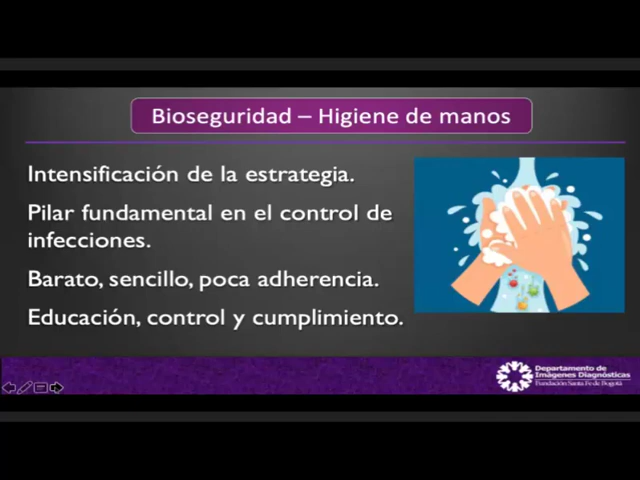 Bioseguridad – Higiene de manos
Intensificación de la estrategia.
Pilar fundamental en el control de
infecciones.
Barato, sencillo, poca adherencia.
Educación, control y cumplimiento.
Departamento de
Imágenes Diagnósticas
Fundación Santa Fe de Bogotá